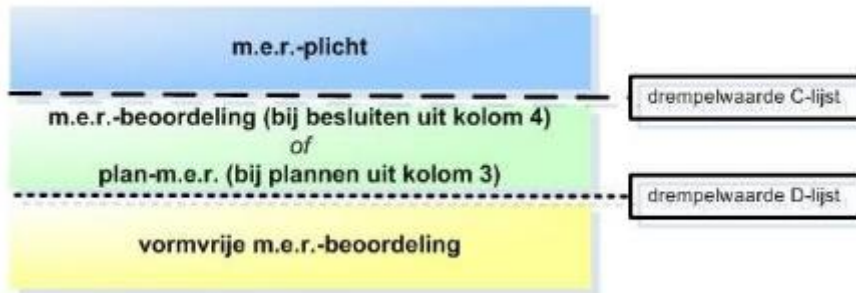 m.e.r.-plicht
drempelwaarde C-lijst
m.e.r.-beoordeling (bij besluiten uit kolom 4)
of
plan-m.e.r. (bij plannen uit kolom 3)
drempelwaarde D-lijst
vormvrije m.e.r.-beoordeling